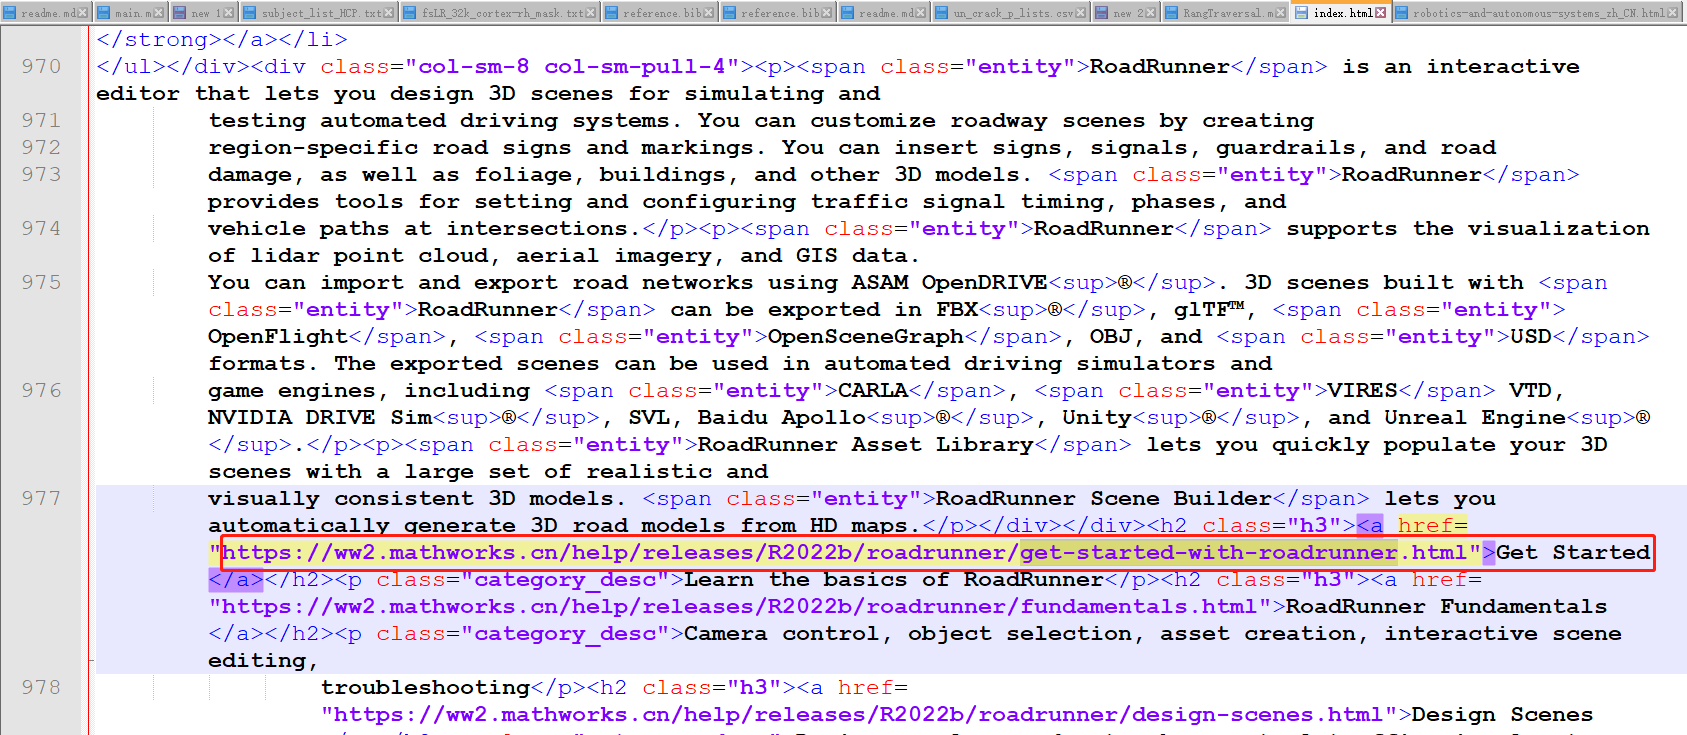 readme.md main.m new 1 subject_list_HCP.txt fsLR_32k_cortex-rh_mask.txt reference.bib reference.bib readme.md un_crack_p_lists.csv new 2 RangTraversal.m index.html robotics-and-autonomous-systems_zh_CN.html
</strong></a></li>
970 </ul></div><div class="col-sm-8 col-sm-pull-4"><p><span class="entity">RoadRunner</span> is an interactive
editor that lets you design 3D scenes for simulating and
971 testing automated driving systems. You can customize roadway scenes by creating
972 region-specific road signs and markings. You can insert signs, signals, guardrails, and road
973 damage, as well as foliage, buildings, and other 3D models. <span class="entity">RoadRunner</span>
provides tools for setting and configuring traffic signal timing, phases, and
974 vehicle paths at intersections.</p><p><span class="entity">RoadRunner</span> supports the visualization
of lidar point cloud, aerial imagery, and GIS data.
975 You can import and export road networks using ASAM OpenDRIVE<sup>®</sup>. 3D scenes built with <span
class="entity">RoadRunner</span> can be exported in FBX<sup>®</sup>, glTF™, <span class="entity">
OpenFlight</span>, <span class="entity">OpenSceneGraph</span>, OBJ, and <span class="entity">USD</span>
formats. The exported scenes can be used in automated driving simulators and
976 game engines, including <span class="entity">CARLA</span>, <span class="entity">VIRES</span> VTD,
NVIDIA DRIVE Sim<sup>®</sup>, SVL, Baidu Apollo<sup>®</sup>, Unity<sup>®</sup>, and Unreal Engine<sup>®
</sup>.</p><p><span class="entity">RoadRunner Asset Library</span> lets you quickly populate your 3D
scenes with a large set of realistic and
977 visually consistent 3D models. <span class="entity">RoadRunner Scene Builder</span> lets you
automatically generate 3D road models from HD maps.</p></div></div><h2 class="h3"><a href=
"https://ww2.mathworks.cn/help/releases/R2022b/roadrunner/get-started-with-roadrunner.html">Get Started
</a></h2><p class="category_desc">Learn the basics of RoadRunner</p><h2 class="h3"><a href=
"https://ww2.mathworks.cn/help/releases/R2022b/roadrunner/fundamentals.html">RoadRunner Fundamentals
</a></h2><p class="category_desc">Camera control, object selection, asset creation, interactive scene
editing,
978 troubleshooting</p><h2 class="h3"><a href=
"https://ww2.mathworks.cn/help/releases/R2022b/roadrunner/design-scenes.html">Design Scenes